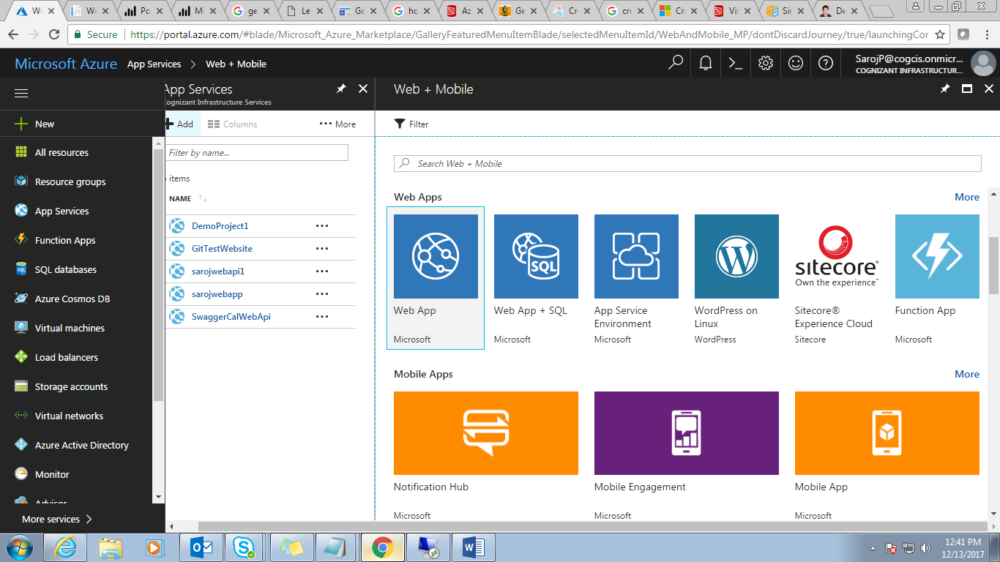 We
We
Po
Mi
ge
Le
Go
ho
Az
Ge
Cr
cre
Cr
Vis
Sin
De
Secure
https://portal.azure.com/#blade/Microsoft_Azure_Marketplace/GalleryFeaturedMenuItemBlade/selectedMenuItemId/WebAndMobile_MP/dontDiscardJourney/true/launchingCor
Microsoft Azure
App Services
Web + Mobile
SarojP@cogcis.onmicr...
COGNIZANT INFRASTRUCTUR...
New
All resources
Resource groups
App Services
Function Apps
SQL databases
Azure Cosmos DB
Virtual machines
Load balancers
Storage accounts
Virtual networks
Azure Active Directory
Monitor
Advisor
More services
App Services
Cognizant Infrastructure Services
Add
Columns
More
Filter by name...
items
NAME
DemoProject1
GitTestWebsite
sarojwebapi1
sarojwebapp
SwaggerCalWebApi
Web + Mobile
Filter
Search Web + Mobile
Web Apps
More
SQL
sitecore
Own the experience™
Web App
Microsoft
Web App + SQL
Microsoft
App Service
Environment
Microsoft
WordPress on
Linux
WordPress
Sitecore®
Experience Cloud
Sitecore
Function App
Microsoft
Mobile Apps
More
Notification Hub
Microsoft
Mobile Engagement
Microsoft
Mobile App
Microsoft
12:41 PM
12/13/2017